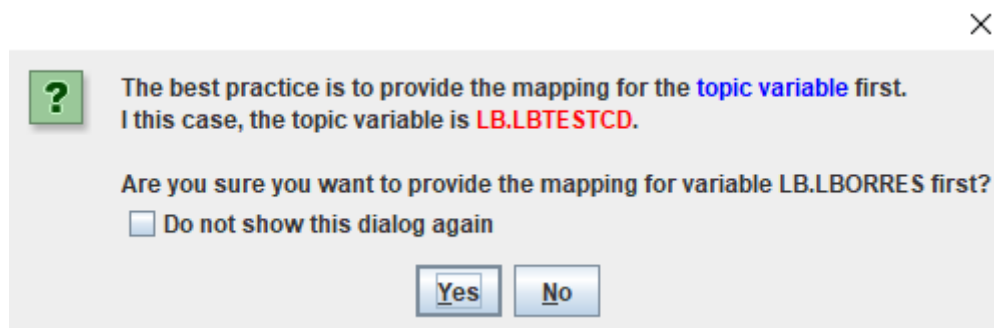 The best practice is to provide the mapping for the topic variable first.
I this case, the topic variable is LB.LBTESTCD.
Are you sure you want to provide the mapping for variable LB.LBORRES first?
Do not show this dialog again
Yes No